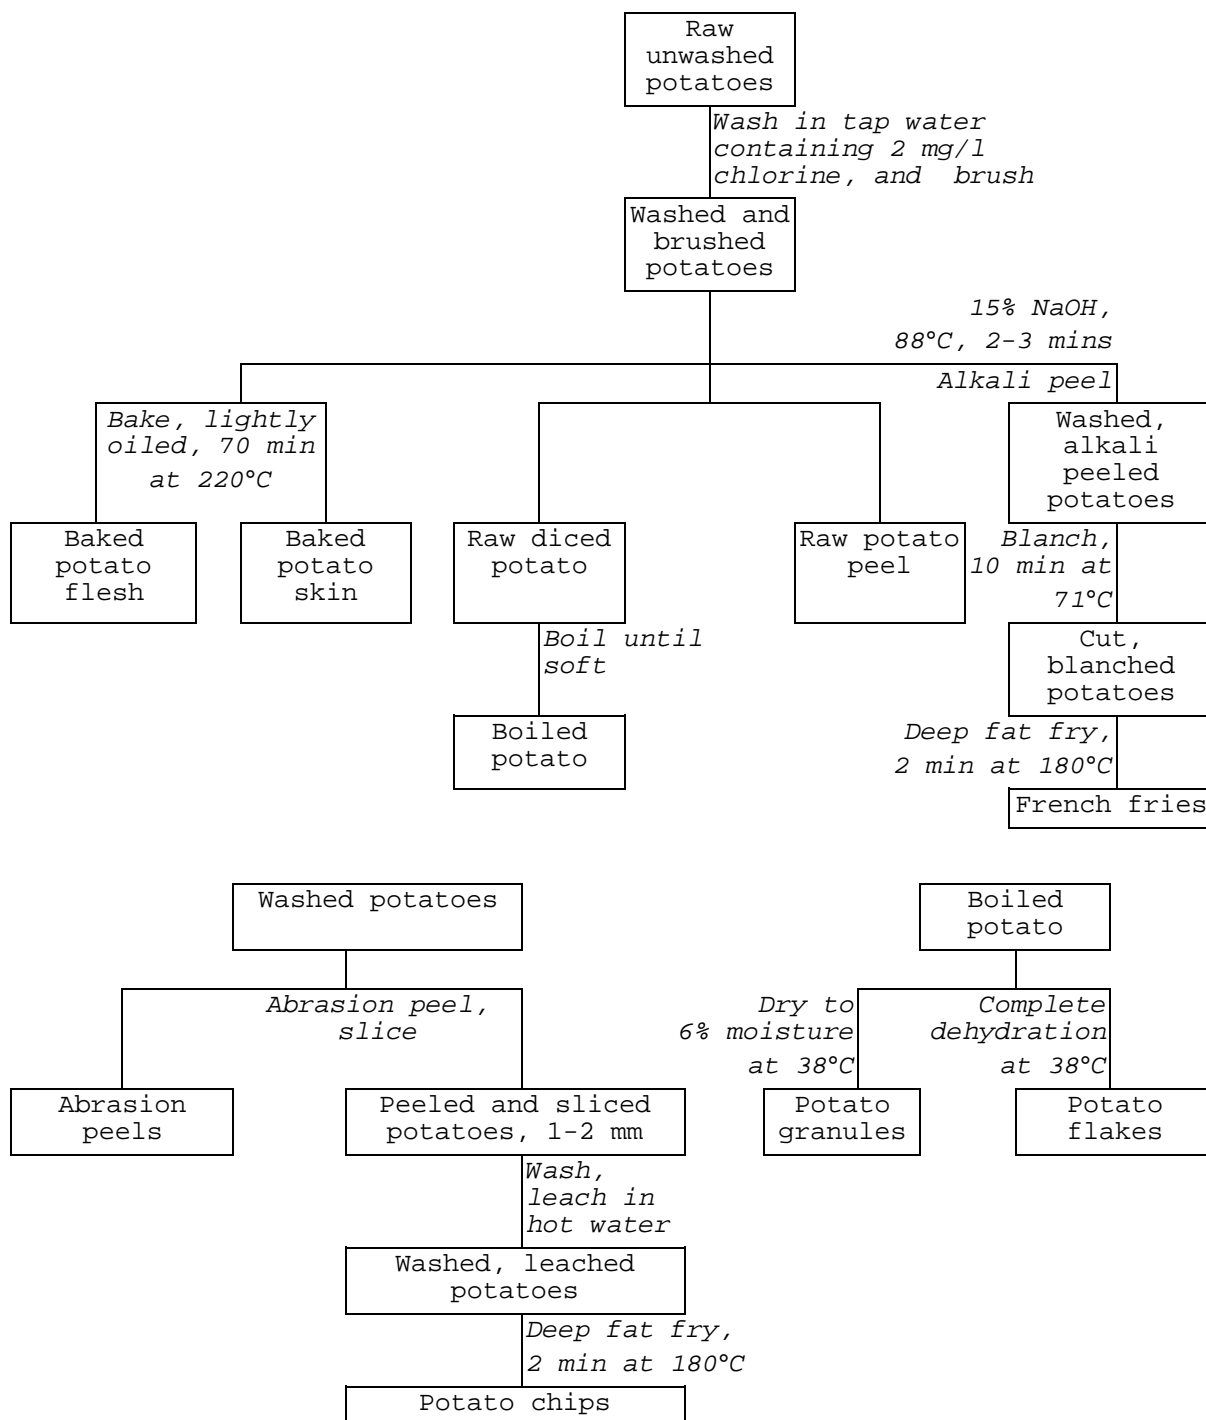 Raw
unwashed
potatoes
Wash in tap water
containing 2 mg/l
chlorine, and brush
Washed and
brushed
potatoes
15% NaOH,
88°C, 2-3 mins
Alkali peel
Bake, lightly
oiled, 70 min
at 220°C
Washed,
alkali
peeled
potatoes
Baked
potato
flesh
Baked
potato
skin
Raw diced
potato
Raw potato
peel
Blanch,
10 min at
71°C
Boil until
soft
Cut,
blanched
potatoes
Boiled
potato
Deep fat fry,
2 min at 180°C
French fries
Washed potatoes
Abrasion peel,
slice
Abrasion
peels
Peeled and sliced
potatoes, 1-2 mm
Wash,
leach in
hot water
Washed, leached
potatoes
Deep fat fry,
2 min at 180°C
Potato chips
Boiled
potato
Dry to
6% moisture
at 38°C
Complete
dehydration
at 38°C
Potato
granules
Potato
flakes